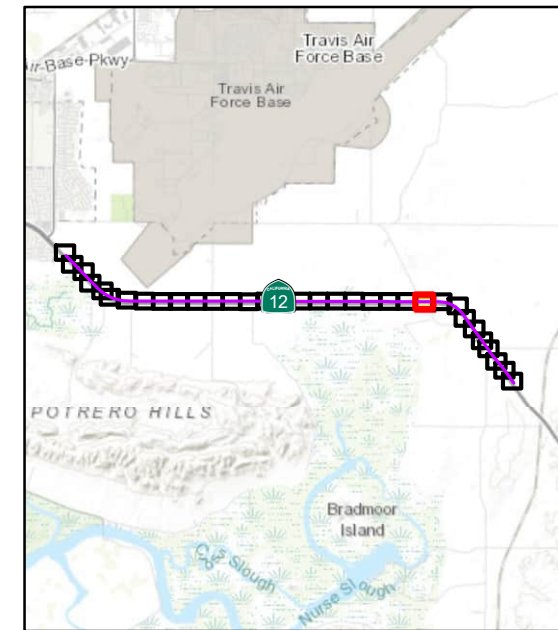 Travis Air
Force Base
Air-Base-Pkwy
Travis Air
Force Base
CALIFORNIA
12
POTRERO HILLS
Bradmoor
Island
Slough
Nurse Slough